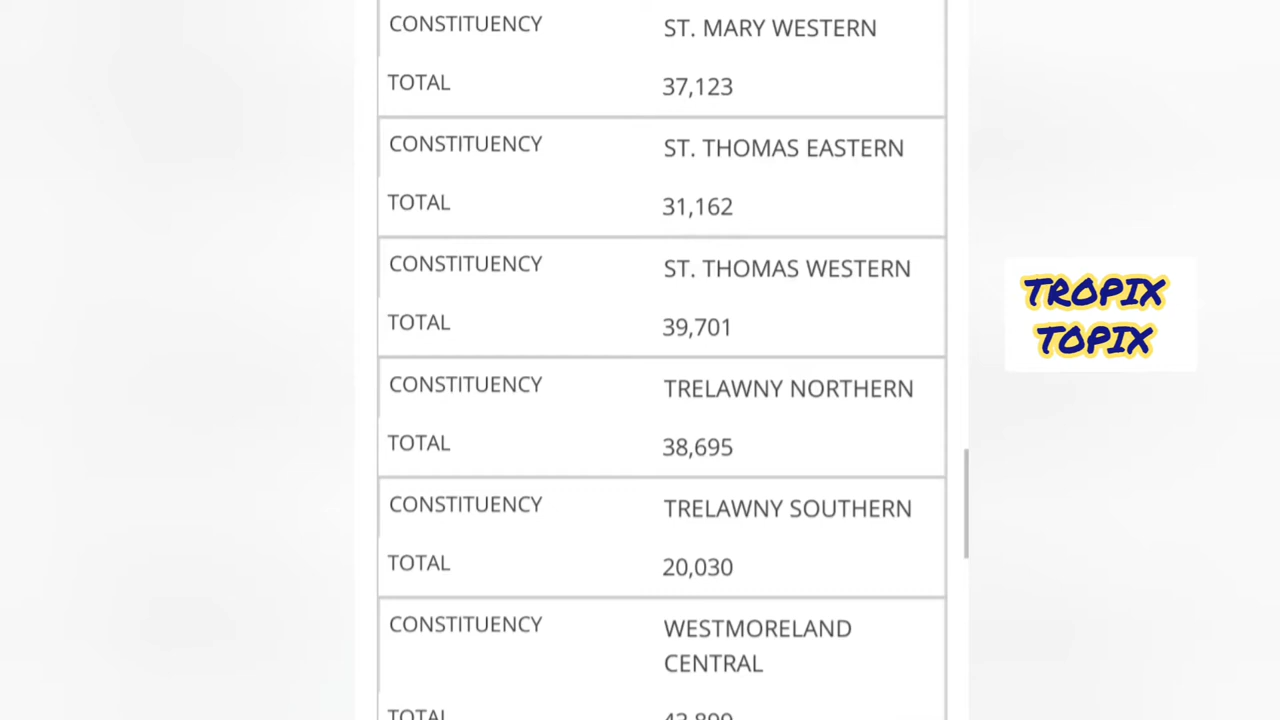 CONSTITUENCY ST. MARY WESTERN
TOTAL 37,123
CONSTITUENCY ST. THOMAS EASTERN
TOTAL 31,162
CONSTITUENCY ST. THOMAS WESTERN
TOTAL 39,701
CONSTITUENCY TRELAWNY NORTHERN
TOTAL 38,695
CONSTITUENCY TRELAWNY SOUTHERN
TOTAL 20,030
CONSTITUENCY WESTMORELAND
CENTRAL
TOTAL
TROPIX
TOPIX